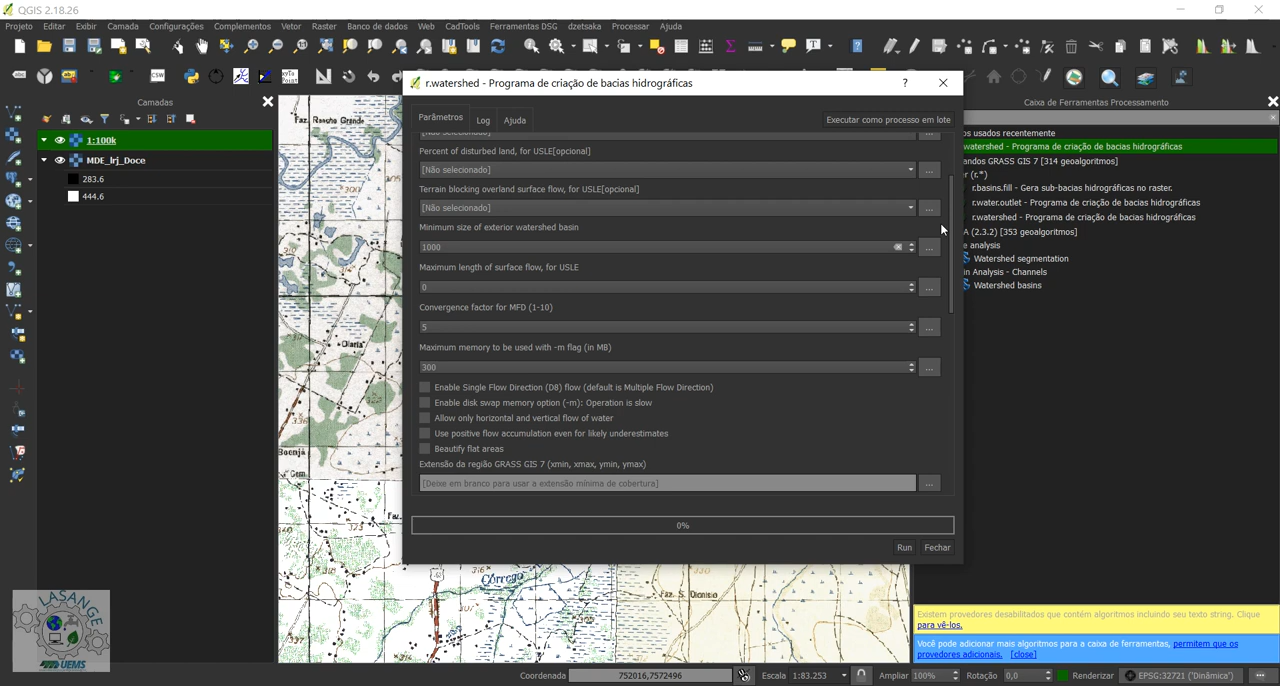 QGIS 2.18.26
Projeto Editar Exibir Camada Configurações Complementos Vetor Raster Banco de dados Web CadTools Ferramentas DSG dzetsaka Processar Ajuda
r.watershed - Programa de criação de bacias hidrográficas
Camadas
Caixa de Ferramentas Processamento
Parâmetros Log Ajuda
Executar como processo em lote
1:100k
MDE_lrj_Doce
283.6
444.6
[Não selecionado]
Percent of disturbed land, for USLE[opcional]
[Não selecionado]
Terrain blocking overland surface flow, for USLE[opcional]
[Não selecionado]
Minimum size of exterior watershed basin
1000
Maximum length of surface flow, for USLE
0
Convergence factor for MFD (1-10)
5
Maximum memory to be used with -m flag (in MB)
300
Enable Single Flow Direction (D8) flow (default is Multiple Flow Direction)
Enable disk swap memory option (-m): Operation is slow
Allow only horizontal and vertical flow of water
Use positive flow accumulation even for likely underestimates
Beautify flat areas
Extensão da região GRASS GIS 7 (xmin, xmax, ymin, ymax)
[Deixe em branco para usar a extensão mínima de cobertura]
0%
Run Fechar
os usados recentemente
watershed - Programa de criação de bacias hidrográficas
andos GRASS GIS 7 [314 geoalgoritmos]
r (r.*)
r.basins.fill - Gera sub-bacias hidrográficas no raster.
r.water.outlet - Programa de criação de bacias hidrográficas
r.watershed - Programa de criação de bacias hidrográficas
A (2.3.2) [353 geoalgoritmos]
e analysis
Watershed segmentation
in Analysis - Channels
Watershed basins
Faz. Rancho Grande
Olaria
Córrego
Faz. S. Dionisio
LASANGE
UEMS
Existem provedores desabilitados que contém algoritmos incluindo seu texto string. Clique
para vê-los.
Você pode adicionar mais algoritmos para a caixa de ferramentas, permitem que os
provedores adicionais. [close]
Coordenada 752016,7572496 Escala 1:83.253 Ampliar 100% Rotação 0,0 Renderizar EPSG:32721 ('Dinâmica')